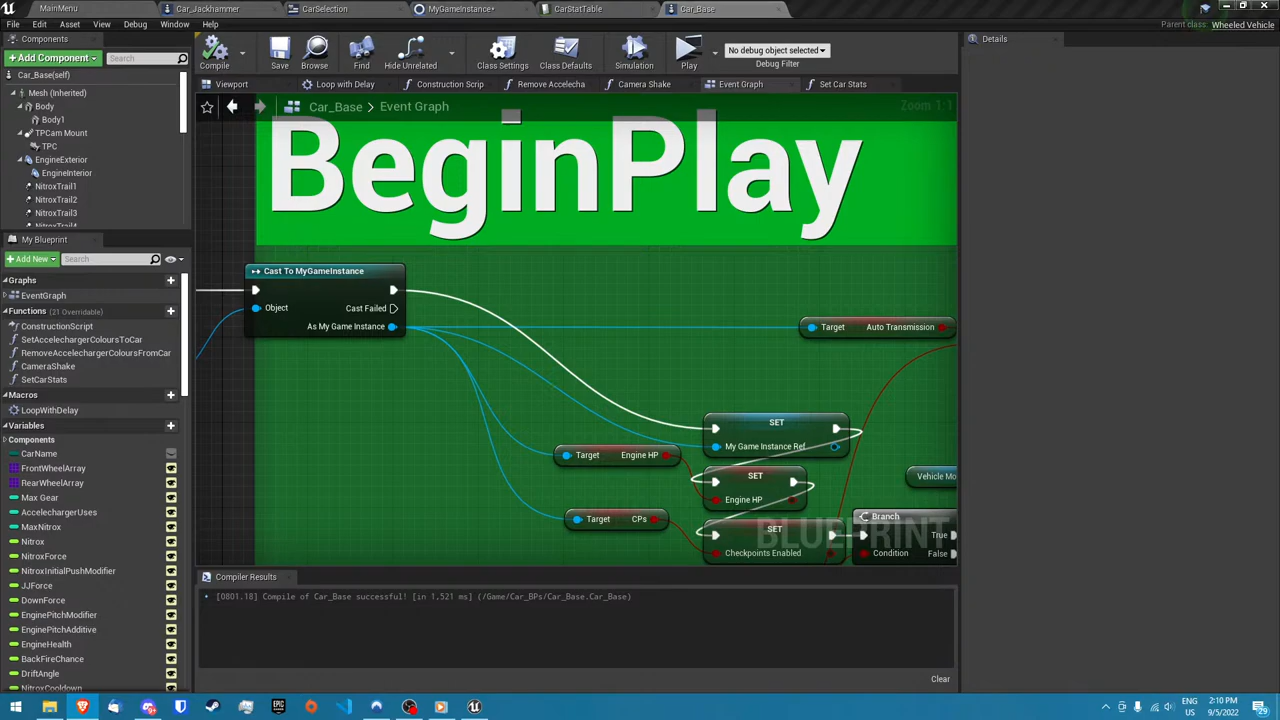 MainMenu
Car_Jackhammer
CarSelection
MyGameInstance*
CarStatTable
Car_Base
File
Edit
Asset
View
Debug
Window
Help
Parent class:
Wheeled Vehicle
Components
Add Component
Search
Car_Base(self)
Mesh (Inherited)
Body
Body1
TPCam Mount
TPC
EngineExterior
EngineInterior
NitroxTrail1
NitroxTrail2
NitroxTrail3
NitroxTrail4
My Blueprint
Add New
Search
Graphs
EventGraph
Functions (21 Overridable)
ConstructionScript
SetAccelechargerColoursToCar
RemoveAccelechargerColoursFromCar
CameraShake
SetCarStats
Macros
LoopWithDelay
Variables
Components
CarName
FrontWheelArray
RearWheelArray
Max Gear
AccelechargerUses
MaxNitrox
Nitrox
NitroxForce
NitroxInitialPushModifier
JJForce
DownForce
EnginePitchModifier
EnginePitchAdditive
EngineHealth
BackFireChance
DriftAngle
NitroxCooldown
Compile
Save
Browse
Find
Hide Unrelated
Class Settings
Class Defaults
Simulation
Play
No debug object selected
Debug Filter
Viewport
Loop with Delay
Construction Scrip
Remove Accelecha
Camera Shake
Event Graph
Set Car Stats
Car_Base > Event Graph
Zoom 1:1
BeginPlay
Cast To MyGameInstance
Object
Cast Failed
As My Game Instance
Target Auto Transmission
SET
My Game Instance Ref
Target Engine HP
SET
Engine HP
Target CPs
SET
Checkpoints Enabled
Vehicle Mo
Branch
True
Condition False
BLUEPRINT
Compiler Results
[0801.18] Compile of Car_Base successful! [in 1,521 ms] (/Game/Car_BPs/Car_Base.Car_Base)
Clear
Details
ENG
US
2:10 PM
9/5/2022
29